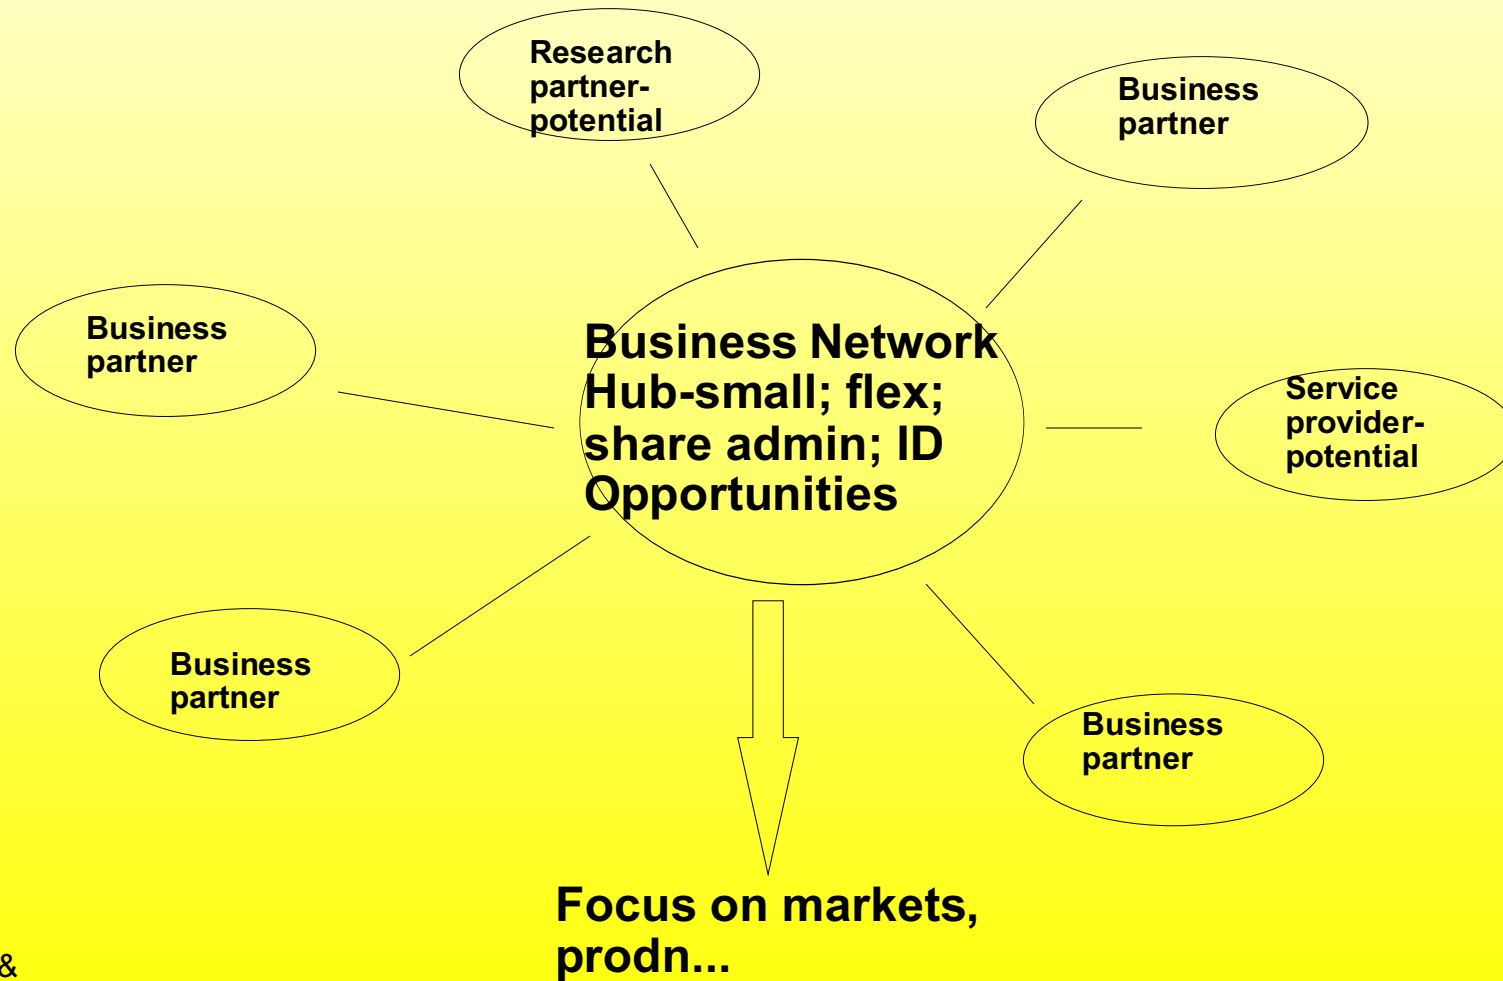 Research
partner-
potential
Business
partner
Business
partner
Business Network
Hub-small; flex;
share admin; ID
Opportunities
Service
provider-
potential
Business
partner
Business
partner
Focus on markets,
prodn...
&